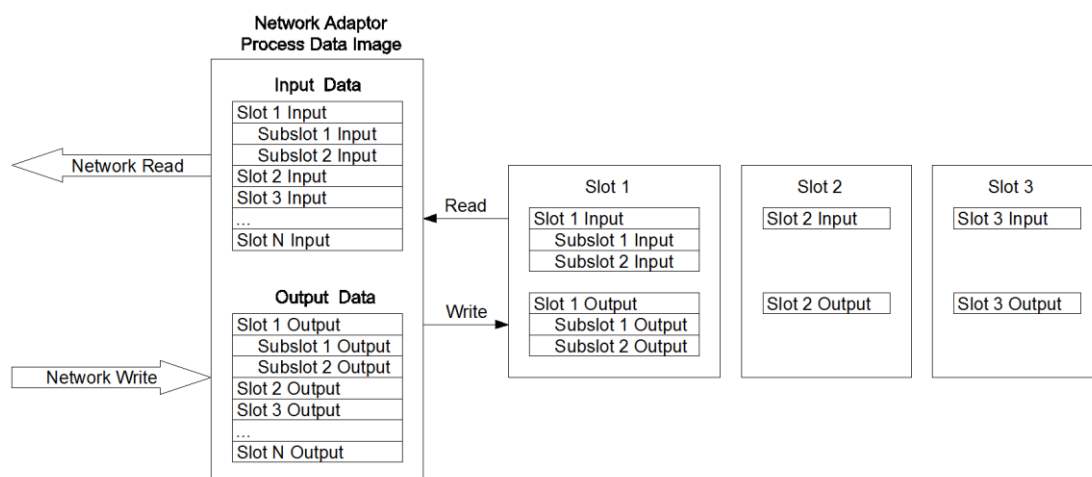 Network Adaptor
Process Data Image
Input Data
Slot 1 Input
Subslot 1 Input
Subslot 2 Input
Slot 2 Input
Slot 3 Input
...
Slot N Input
Output Data
Slot 1 Output
Subslot 1 Output
Subslot 2 Output
Slot 2 Output
Slot 3 Output
...
Slot N Output
Network Read
Network Write
Read
Write
Slot 1
Slot 1 Input
Subslot 1 Input
Subslot 2 Input
Slot 1 Output
Subslot 1 Output
Subslot 2 Output
Slot 2
Slot 2 Input
Slot 2 Output
Slot 3
Slot 3 Input
Slot 3 Output